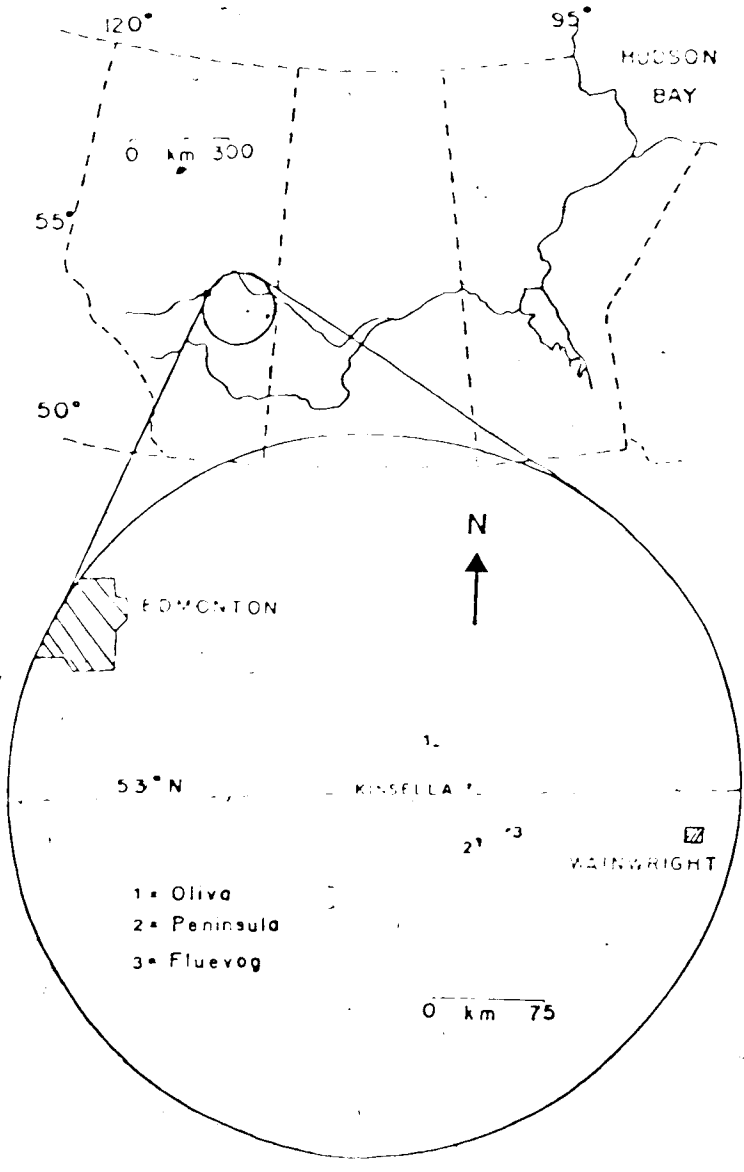 120°
95°
HUDSON
BAY
0 km 300
55°
50°
N
EDMONTON
1
53° N
KINSELLA
2
3
WAINWRIGHT
1 = Oliva
2 = Peninsula
3 = Fluevog
0 km 75